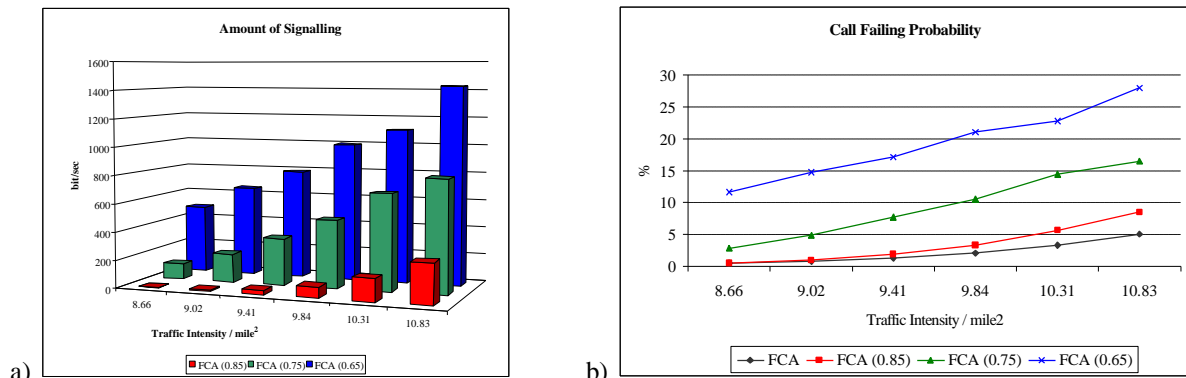 Amount of Signalling
1600
1400
1200
1000
800
600
400
200
0
bit/sec
8.66
9.02
9.41
9.84
10.31
10.83
Traffic Intensity / mile²
FCA (0.85) FCA (0.75) FCA (0.65)
a)
Call Failing Probability
30
25
20
15
10
5
0
%
8.66 9.02 9.41 9.84 10.31 10.83
Traffic Intensity / mile2
FCA FCA (0.85) FCA (0.75) FCA (0.65)
b)